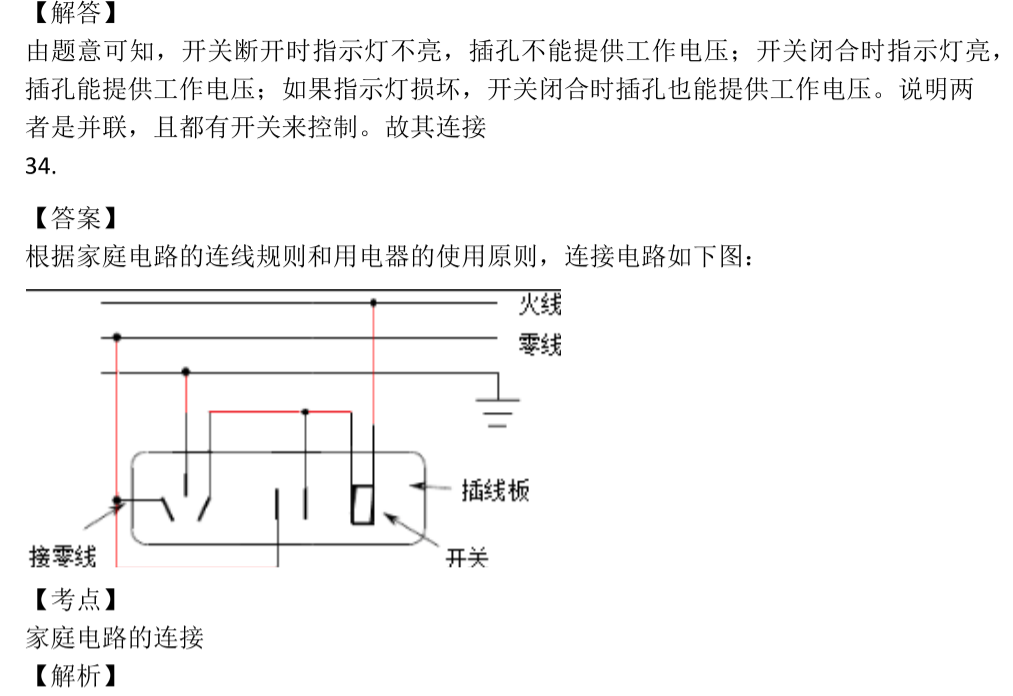 【解答】
由题意可知，开关断开时指示灯不亮，插孔不能提供工作电压；开关闭合时指示灯亮，
插孔能提供工作电压；如果指示灯损坏，开关闭合时插孔也能提供工作电压。说明两
者是并联，且都有开关来控制。故其连接
34.
【答案】
根据家庭电路的连线规则和用电器的使用原则，连接电路如下图：
火线
零线
插线板
接零线
开关
【考点】
家庭电路的连接
【解析】